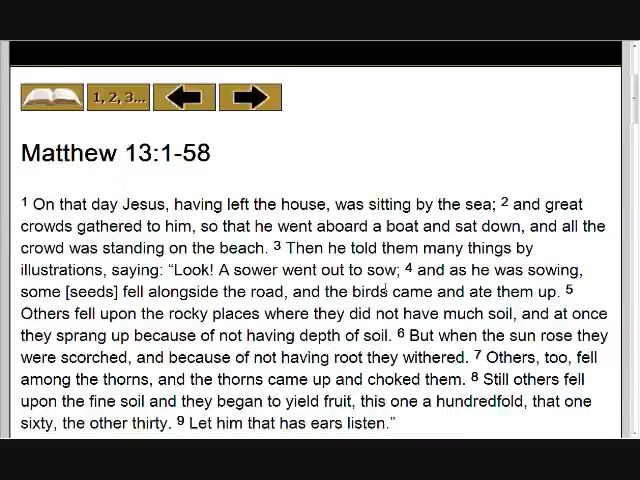 1, 2, 3...
Matthew 13:1-58
1 On that day Jesus, having left the house, was sitting by the sea; 2 and great
crowds gathered to him, so that he went aboard a boat and sat down, and all the
crowd was standing on the beach. 3 Then he told them many things by
illustrations, saying: “Look! A sower went out to sow; 4 and as he was sowing,
some [seeds] fell alongside the road, and the birds came and ate them up. 5
Others fell upon the rocky places where they did not have much soil, and at once
they sprang up because of not having depth of soil. 6 But when the sun rose they
were scorched, and because of not having root they withered. 7 Others, too, fell
among the thorns, and the thorns came up and choked them. 8 Still others fell
upon the fine soil and they began to yield fruit, this one a hundredfold, that one
sixty, the other thirty. 9 Let him that has ears listen.”